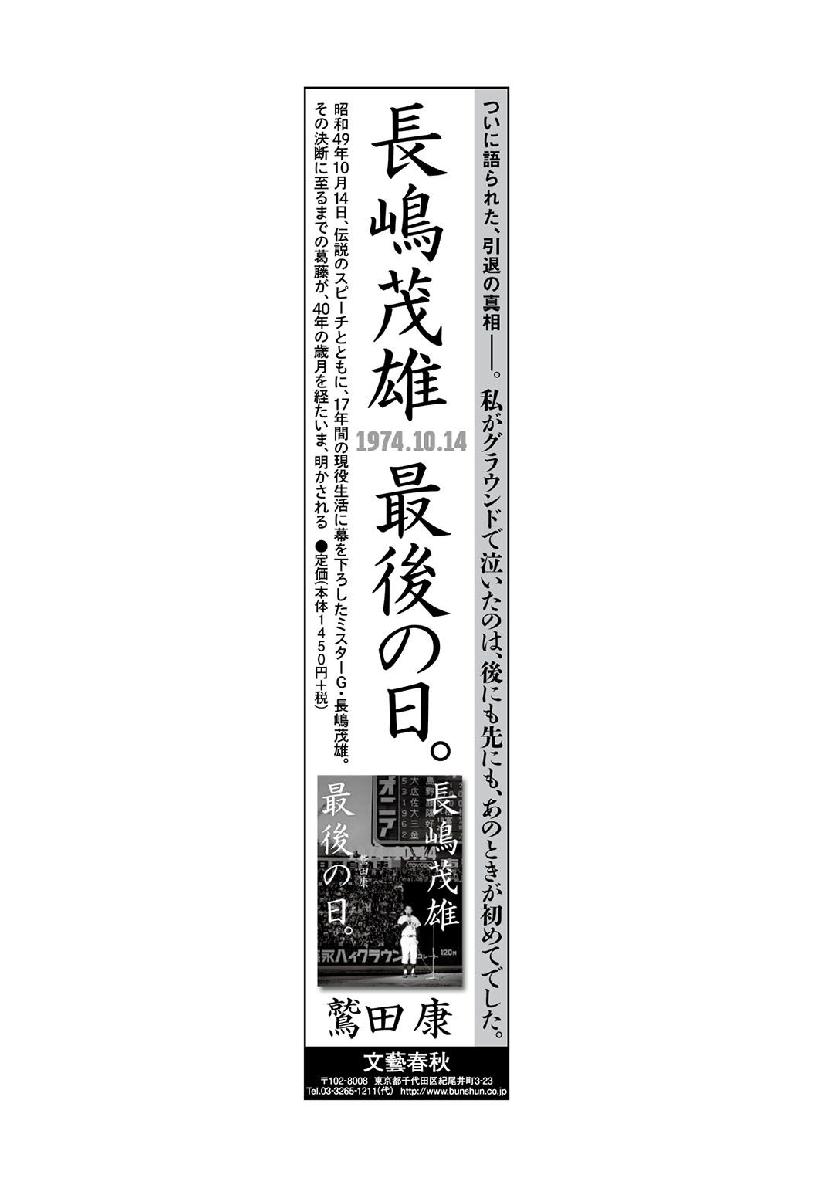 ついに語られた、引退の真相――。私がグラウンドで泣いたのは、後にも先にも、あのときが初めてでした。
長嶋茂雄 最後の日。
1974.10.14
昭和49年10月14日、伝説のスピーチとともに、17年間の現役生活に幕を下ろしたミスターG・長嶋茂雄。
その決断に至るまでの葛藤が、40年の歳月を経たいま、明かされる ●定価(本体1450円+税)
長嶋茂雄
最後の日。
鷲田康
オニテ
120M
鷲田康
文藝春秋
〒102-8008 東京都千代田区紀尾井町3-23
Tel.03-3265-1211(代) http://www.bunshun.co.jp